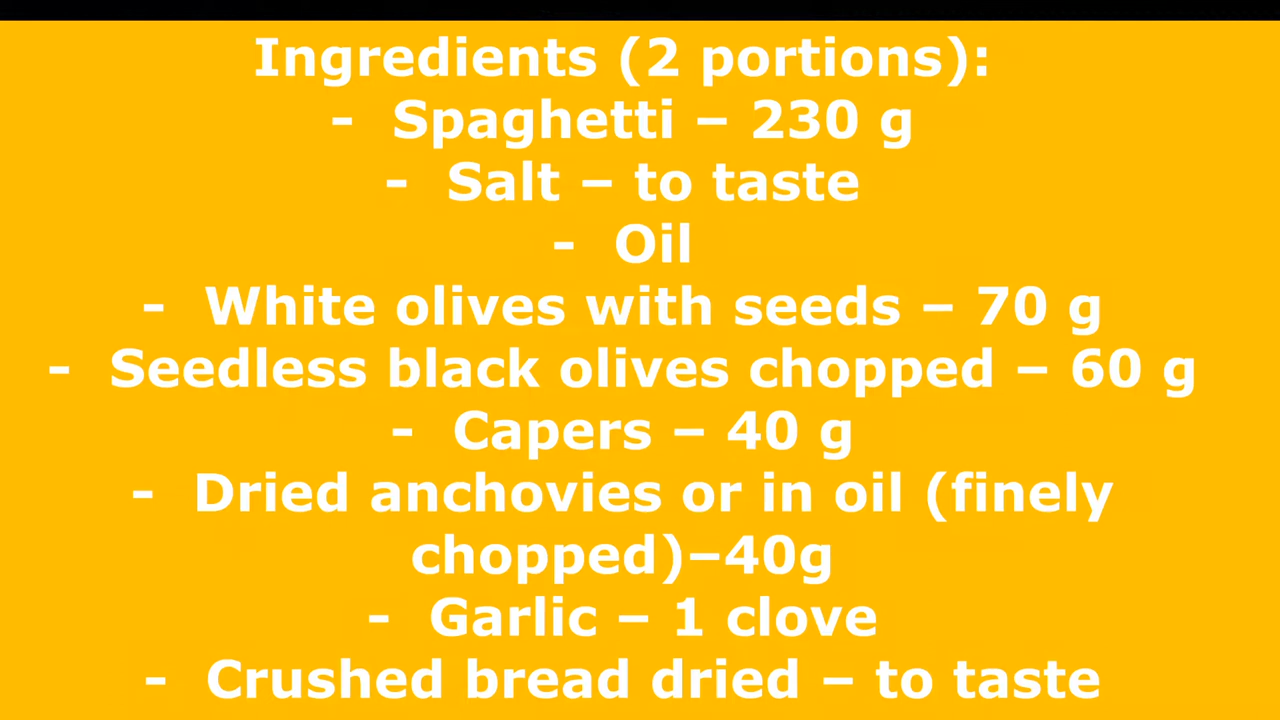 Ingredients (2 portions):
- Spaghetti – 230 g
- Salt – to taste
- Oil
- White olives with seeds – 70 g
- Seedless black olives chopped – 60 g
- Capers – 40 g
- Dried anchovies or in oil (finely
chopped)–40g
- Garlic – 1 clove
- Crushed bread dried – to taste